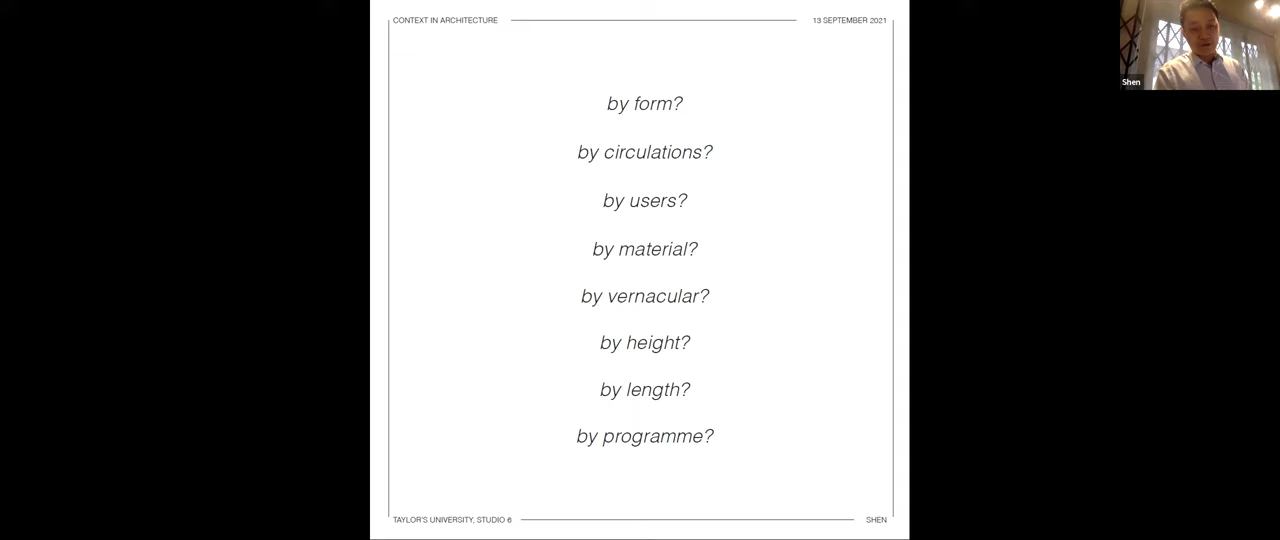 CONTEXT IN ARCHITECTURE
13 SEPTEMBER 2021
Shen
by form?
by circulations?
by users?
by material?
by vernacular?
by height?
by length?
by programme?
TAYLOR'S UNIVERSITY, STUDIO 6
SHEN